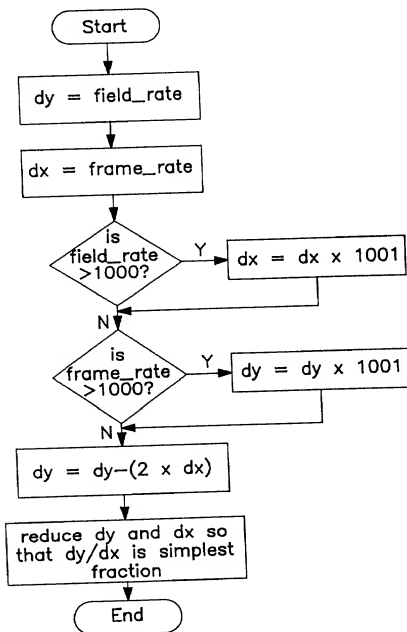 Start
dy = field_rate
dx = frame_rate
is
field_rate
>1000?
Y
dx = dx x 1001
N
is
frame_rate
>1000?
Y
dy = dy x 1001
N
dy = dy-(2 x dx)
reduce dy and dx so
that dy/dx is simplest
fraction
End